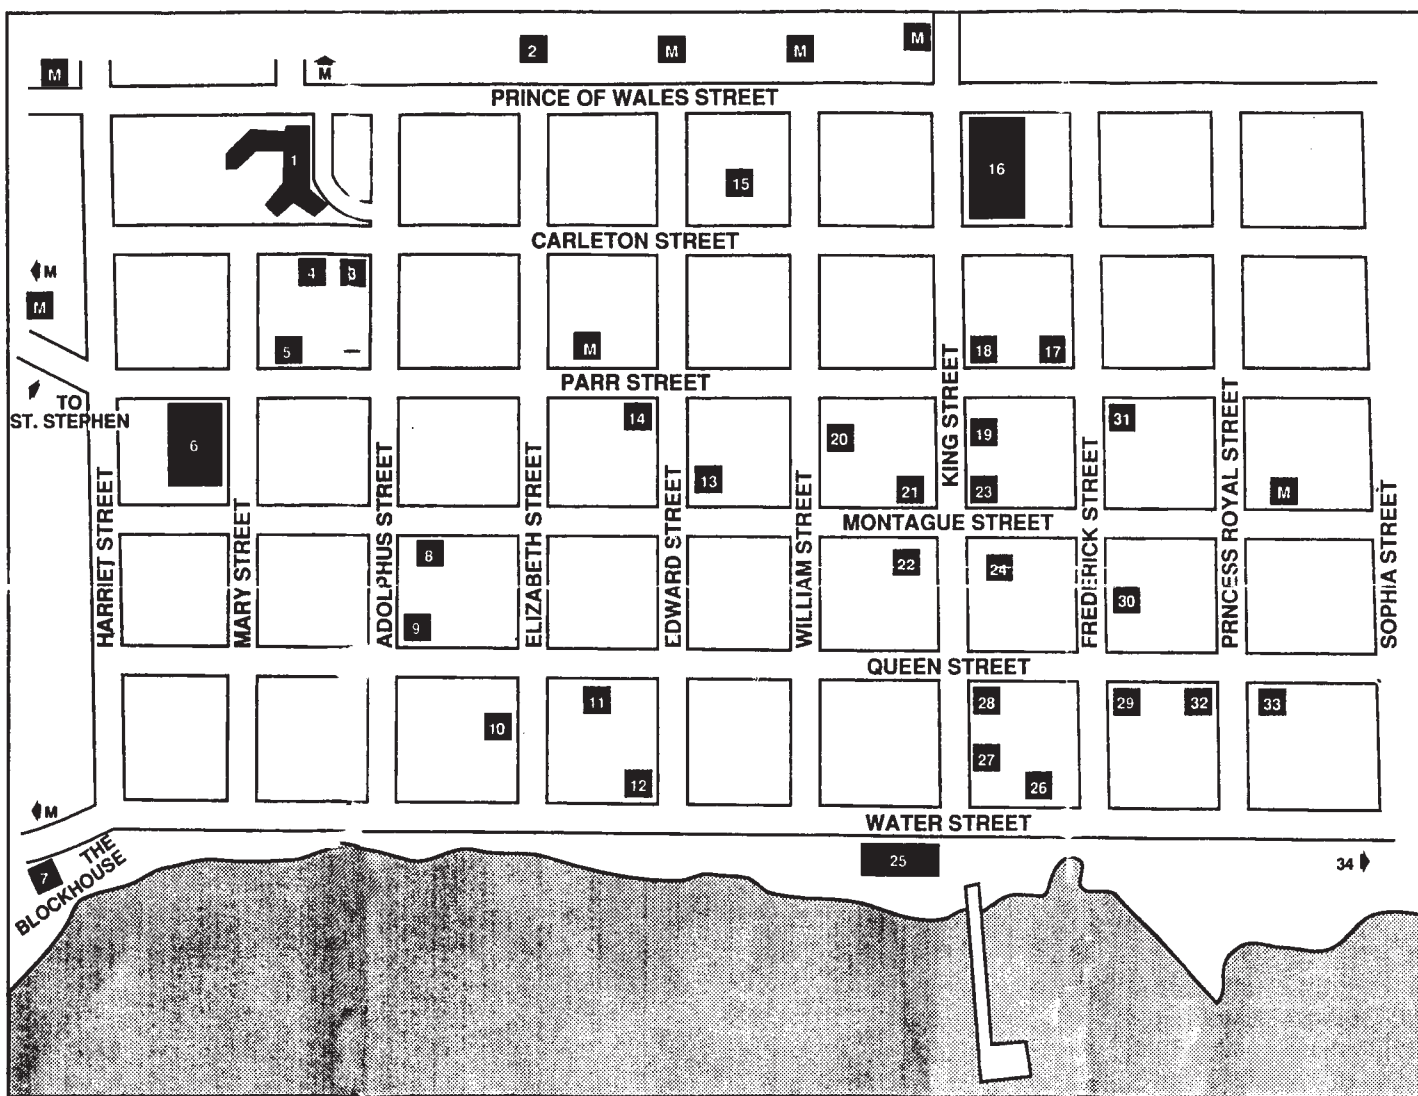 M
2
M
M
M
M
PRINCE OF WALES STREET
1
15
16
CARLETON STREET
M
4
3
M
5
M
18
17
PARR STREET
KING STREET
TO
ST. STEPHEN
6
14
20
19
31
13
21
23
M
HARRIET STREET
MARY STREET
ADOLPHUS STREET
ELIZABETH STREET
EDWARD STREET
WILLIAM STREET
MONTAGUE STREET
FREDERICK STREET
PRINCESS ROYAL STREET
SOPHIA STREET
8
22
24
9
30
QUEEN STREET
10
11
12
28
29
32
33
27
26
M
WATER STREET
7
THE
BLOCKHOUSE
25
34